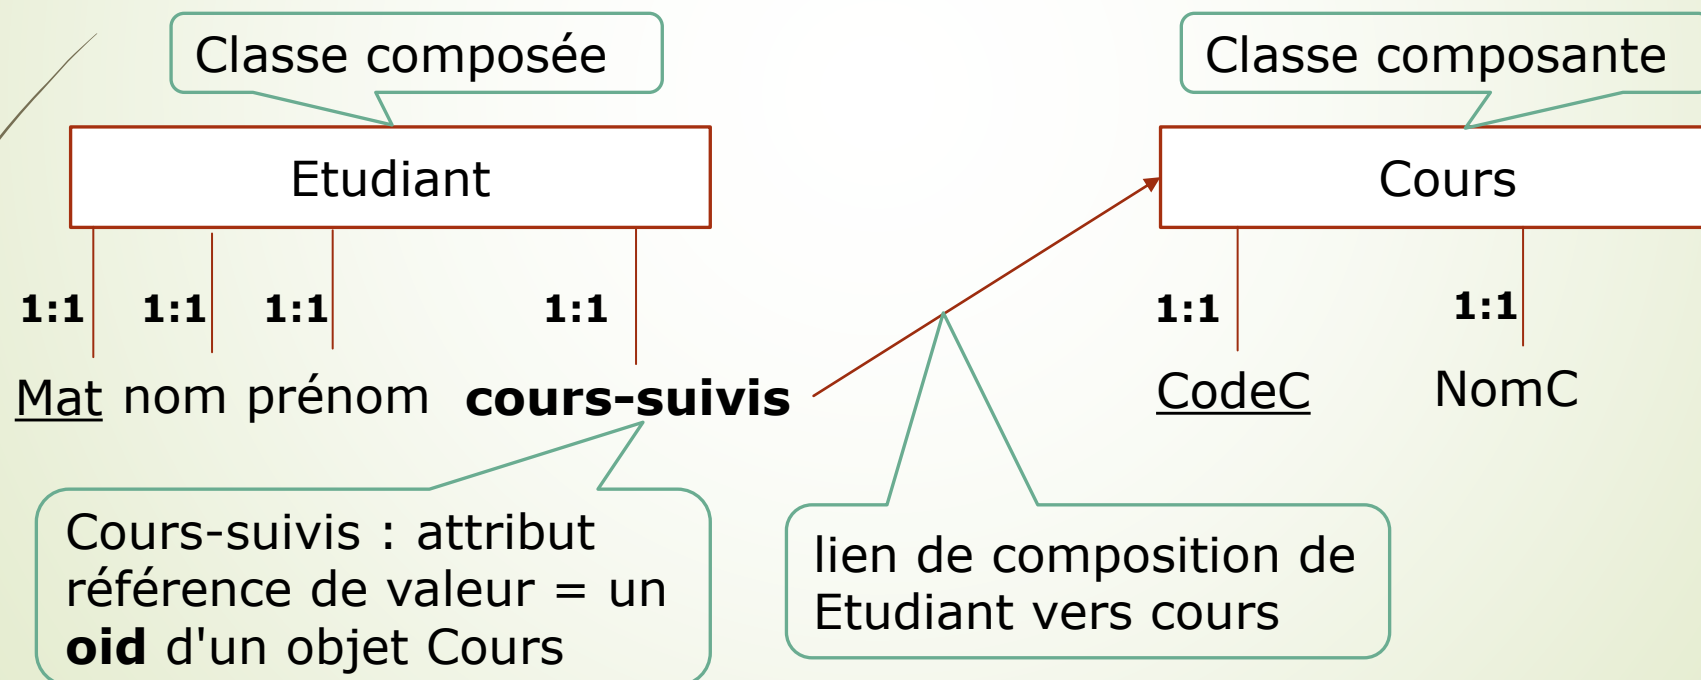 Classe composée
Classe composante
Etudiant
Cours
1:1 1:1 1:1 1:1
1:1 1:1
Mat nom prénom cours-suivis
CodeC NomC
Cours-suivis : attribut
référence de valeur = un
oid d'un objet Cours
lien de composition de
Etudiant vers cours